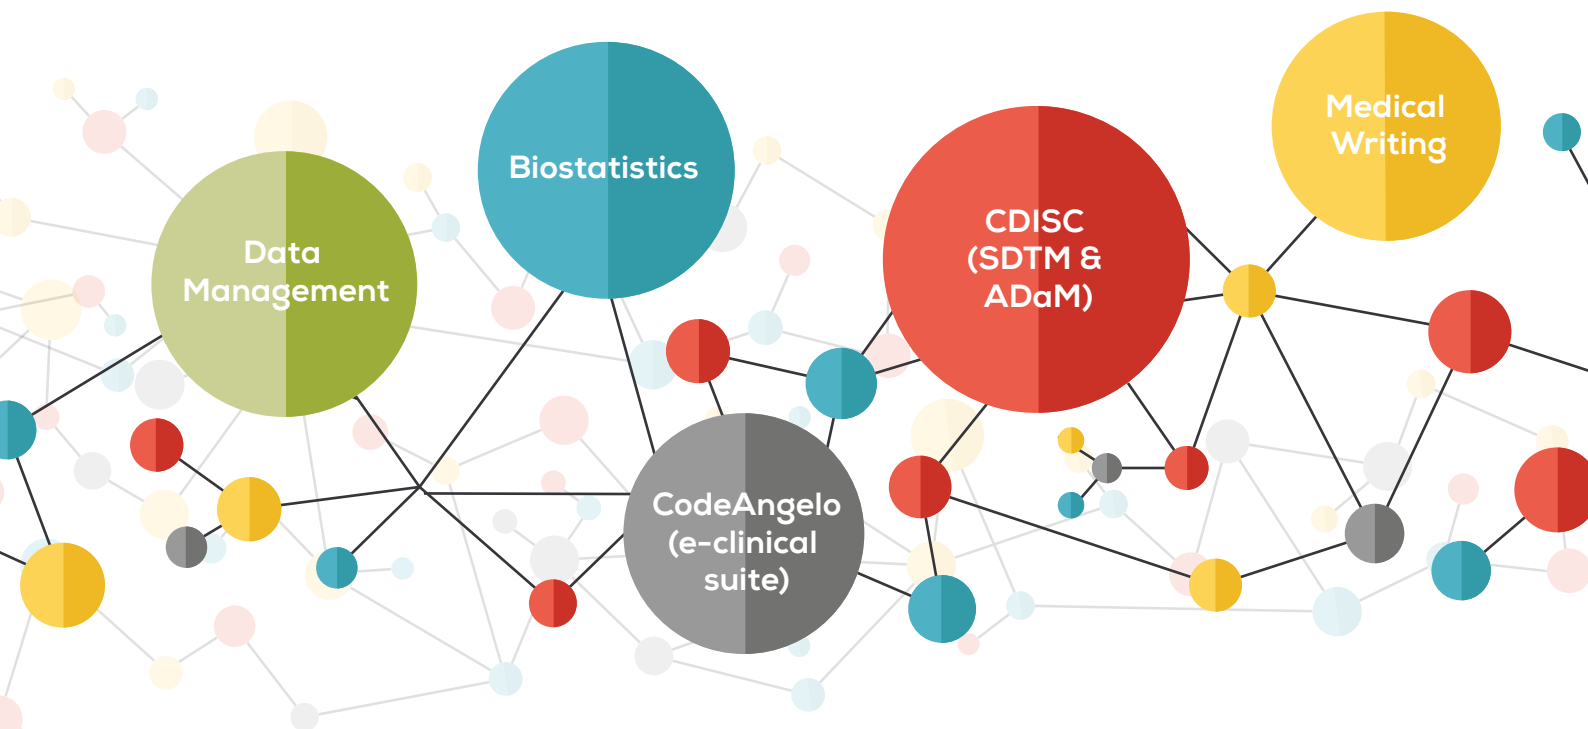 Data
Management
Biostatistics
CodeAngelo
(e-clinical
suite)
CDISC
(SDTM &
ADaM)
Medical
Writing